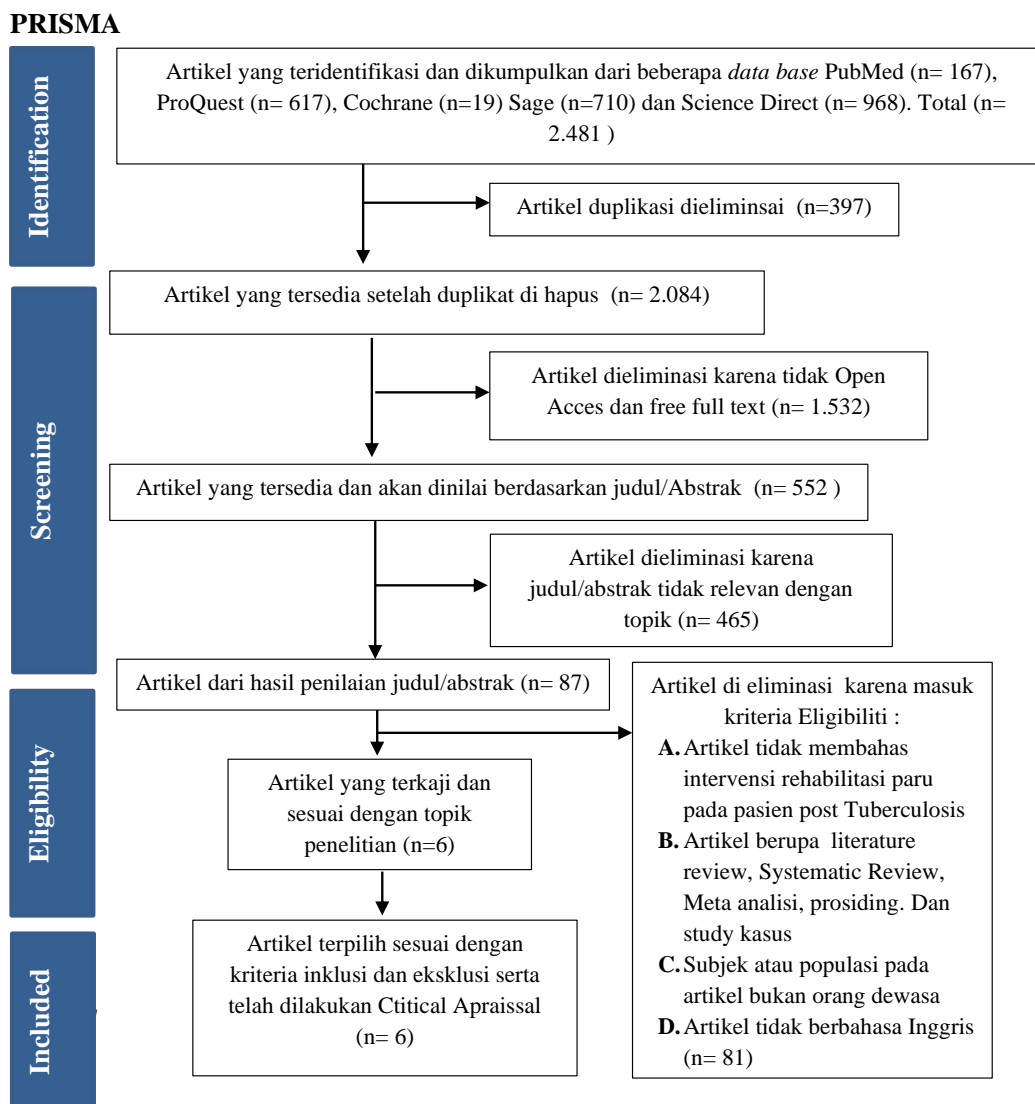 PRISMA
Identification
Artikel yang teridentifikasi dan dikumpulkan dari beberapa data base PubMed (n= 167),
ProQuest (n= 617), Cochrane (n=19) Sage (n=710) dan Science Direct (n= 968). Total (n=
2.481 )
Artikel duplikasi dieliminsai (n=397)
Screening
Artikel yang tersedia setelah duplikat di hapus (n= 2.084)
Artikel dieliminasi karena tidak Open
Acces dan free full text (n= 1.532)
Artikel yang tersedia dan akan dinilai berdasarkan judul/Abstrak (n= 552 )
Artikel dieliminasi karena
judul/abstrak tidak relevan dengan
topik (n= 465)
Artikel dari hasil penilaian judul/abstrak (n= 87)
Eligibility
Artikel di eliminasi karena masuk
kriteria Eligibiliti :
A. Artikel tidak membahas
intervensi rehabilitasi paru
pada pasien post Tuberculosis
B. Artikel berupa literature
review, Systematic Review,
Meta analisi, prosiding. Dan
study kasus
C. Subjek atau populasi pada
artikel bukan orang dewasa
D. Artikel tidak berbahasa Inggris
(n= 81)
Artikel yang terkaji dan
sesuai dengan topik
penelitian (n=6)
Included
Artikel terpilih sesuai dengan
kriteria inklusi dan eksklusi serta
telah dilakukan Ctitical Apraissal
(n= 6)